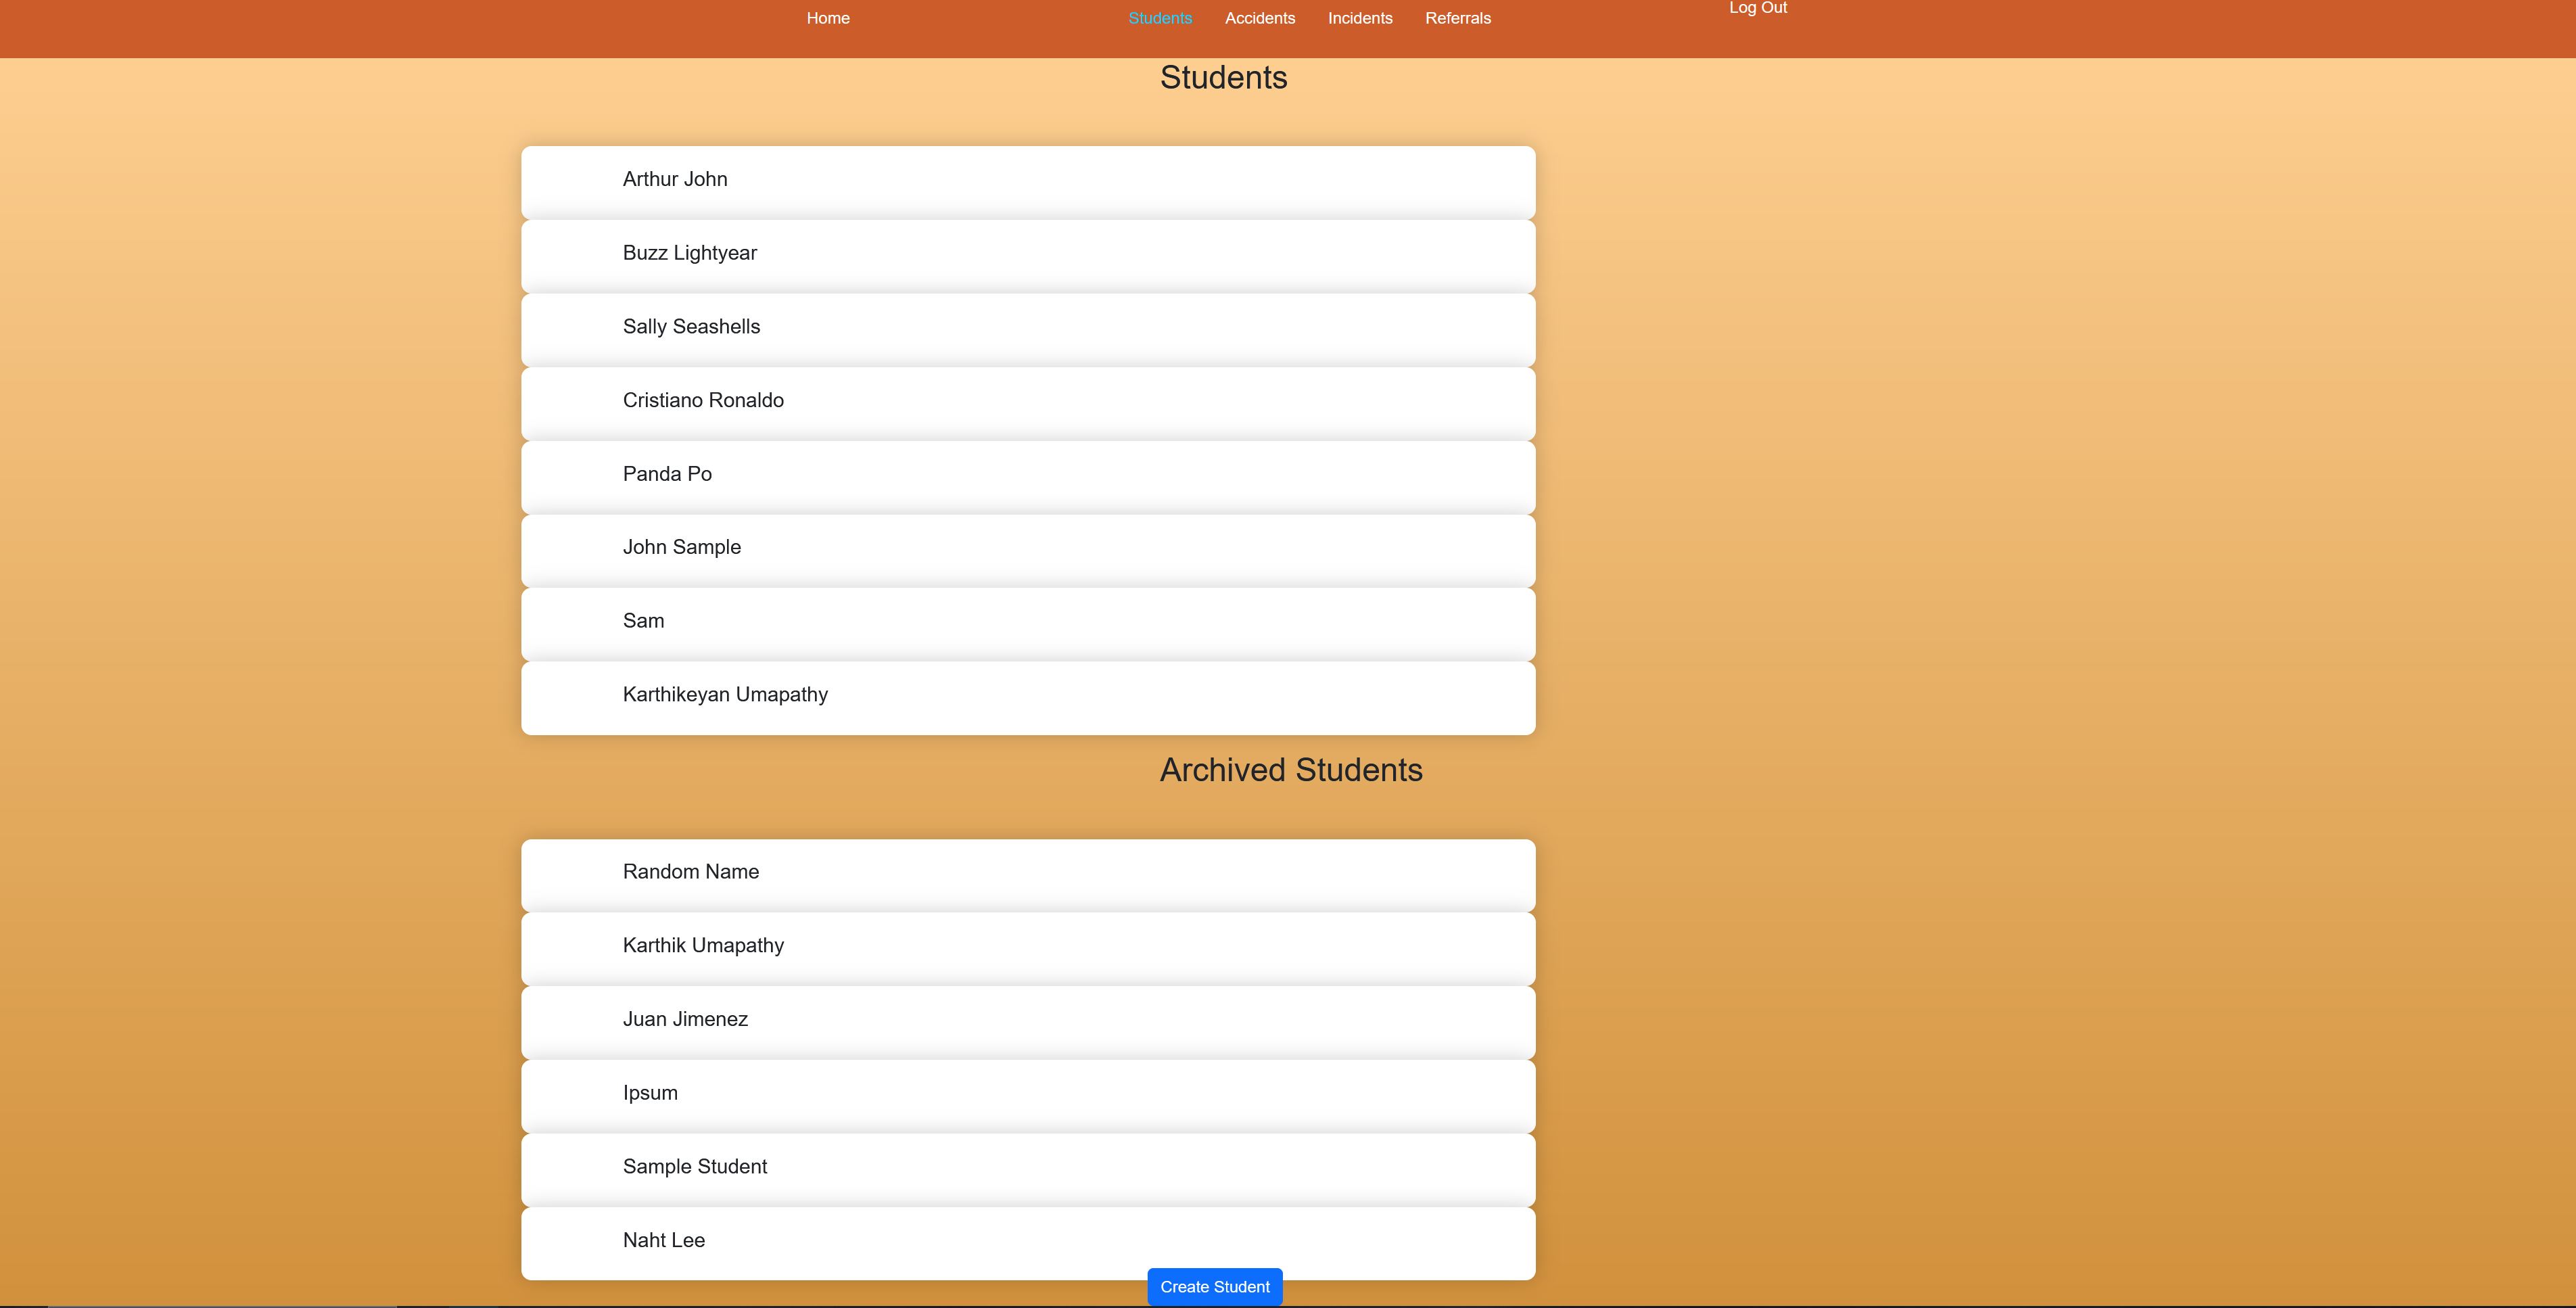 Home Students Accidents Incidents Referrals Log Out
Students
Arthur John
Buzz Lightyear
Sally Seashells
Cristiano Ronaldo
Panda Po
John Sample
Sam
Karthikeyan Umapathy
Archived Students
Random Name
Karthik Umapathy
Juan Jimenez
Ipsum
Sample Student
Naht Lee
Create Student